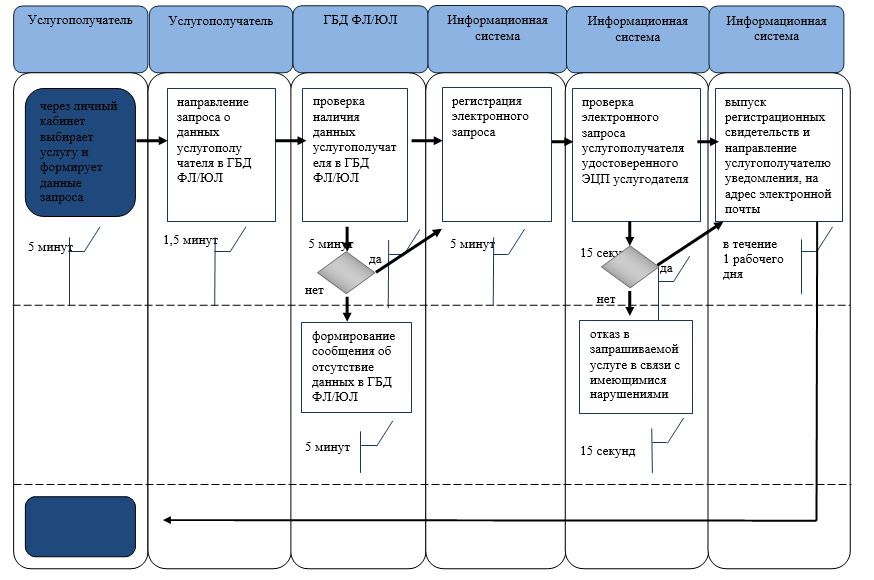 Услугополучатель
Услугополучатель
ГБД ФЛ/ЮЛ
Информационная
система
Информационная
система
Информационная
система
через личный
кабинет
выбирает
услугу и
формирует
данные
запроса
направление
запроса о
данных
услугополу
чателя в ГБД
ФЛ/ЮЛ
проверка
наличия
данных
услугополучат
еля в ГБД
ФЛ/ЮЛ
регистрация
электронного
запроса
проверка
электронного
запроса
услугополучателя
удостоверенного
ЭЦП услугодателя
выпуск
регистрационных
свидетельств и
направление
услугополучателю
уведомления, на
адрес электронной
почты
5 минут
1,5 минут
5 минут
да
нет
5 минут
15 секу
да
нет
в течение
1 рабочего
дня
формирование
сообщения об
отсутствие
данных в ГБД
ФЛ/ЮЛ
отказ в
запрашиваемой
услуге в связи с
имеющимися
нарушениями
5 минут
15 секунд